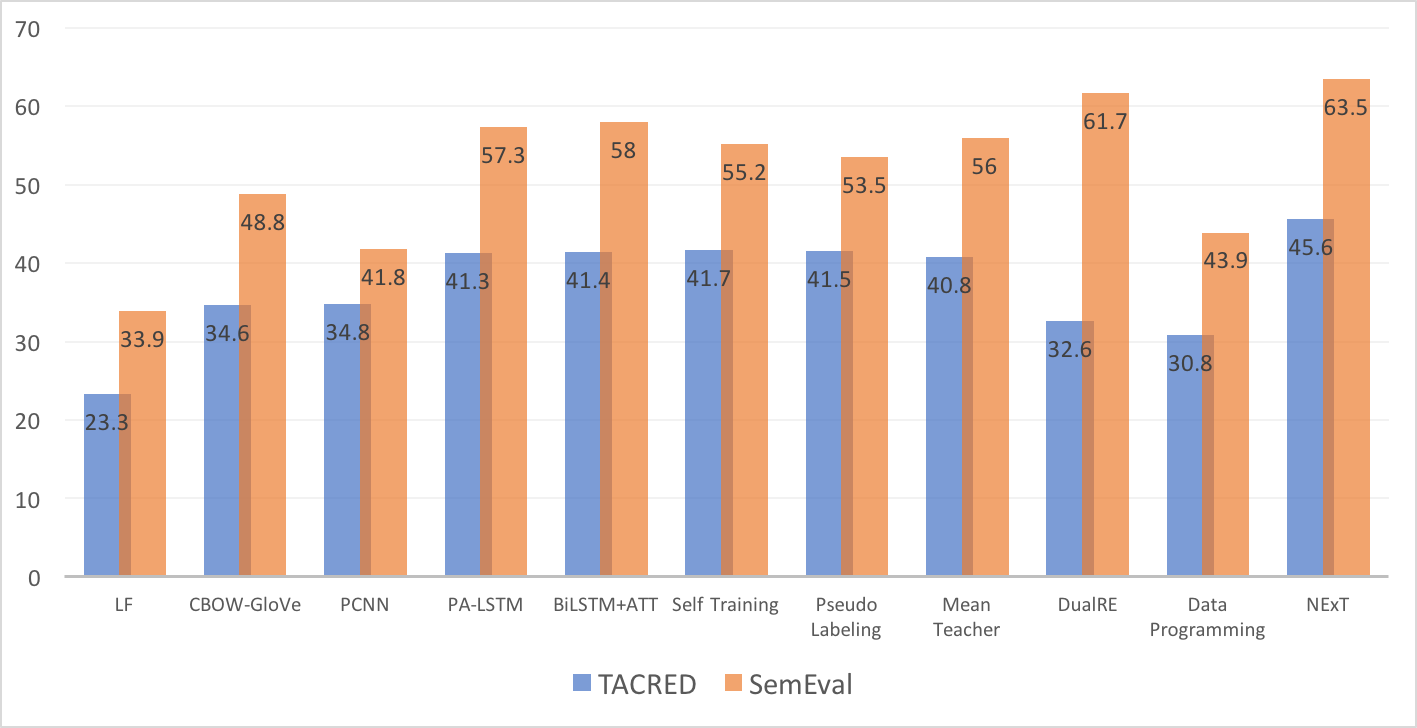 70
60
50
40
30
20
10
0
23.3
33.9
34.6
48.8
34.8
41.8
41.3
57.3
41.4
58
41.7
55.2
41.5
53.5
40.8
56
32.6
61.7
30.8
43.9
45.6
63.5
LF
CBOW-GloVe
PCNN
PA-LSTM
BiLSTM+ATT
Self Training
Pseudo
Labeling
Mean
Teacher
DualRE
Data
Programming
NExT
TACRED
SemEval